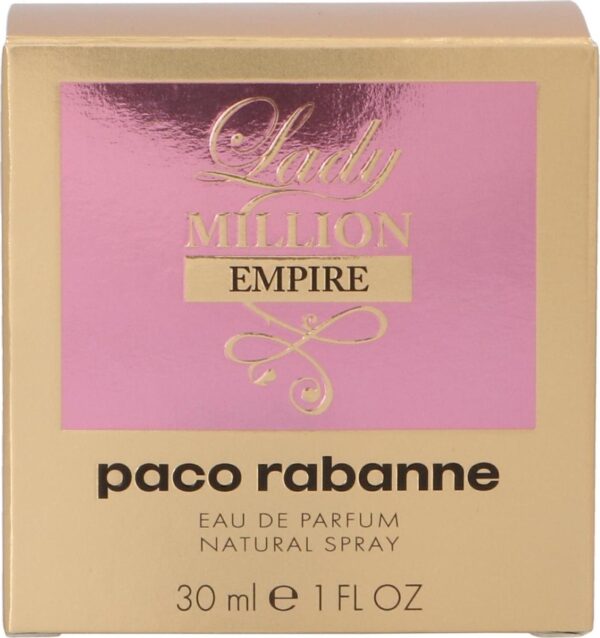 Lady
MILLION
EMPIRE
paco rabanne
EAU DE PARFUM
NATURAL SPRAY
30 ml ℮ 1 FL OZ